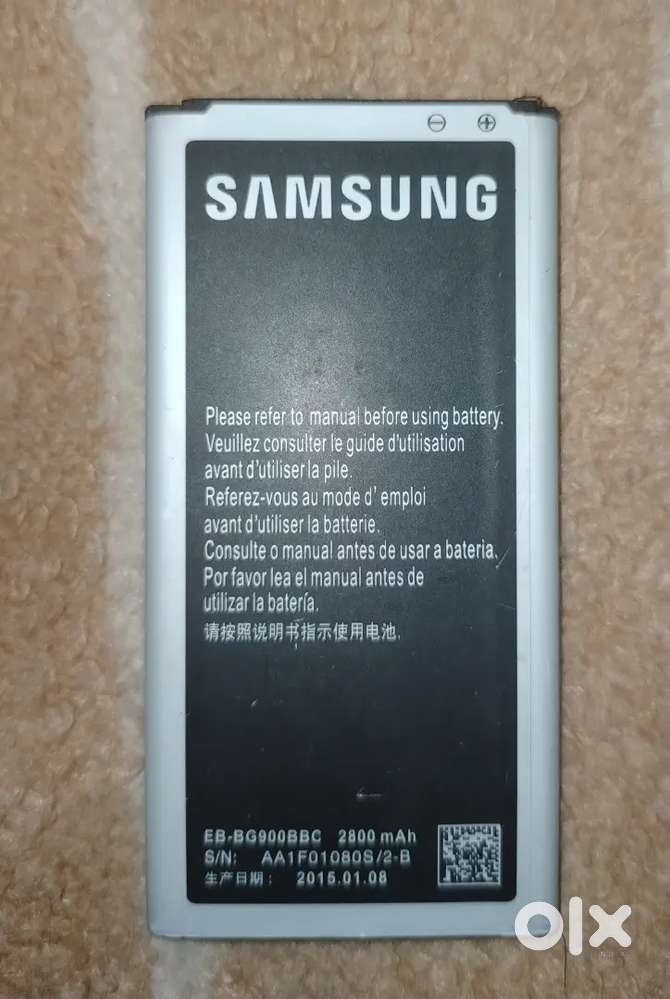 ⊖ ⊕
SAMSUNG
Please refer to manual before using battery.
Veuillez consulter le guide d'utilisation
avant d'utiliser la pile.
Referez-vous au mode d' emploi
avant d'utiliser la batterie.
Consulte o manual antes de usar a bateria.
Por favor lea el manual antes de
utilizar la batería.
请按照说明书指示使用电池.
EB-BG900BBC 2800 mAh
S/N: AA1F01080S/2-B
生产日期: 2015.01.08
olx